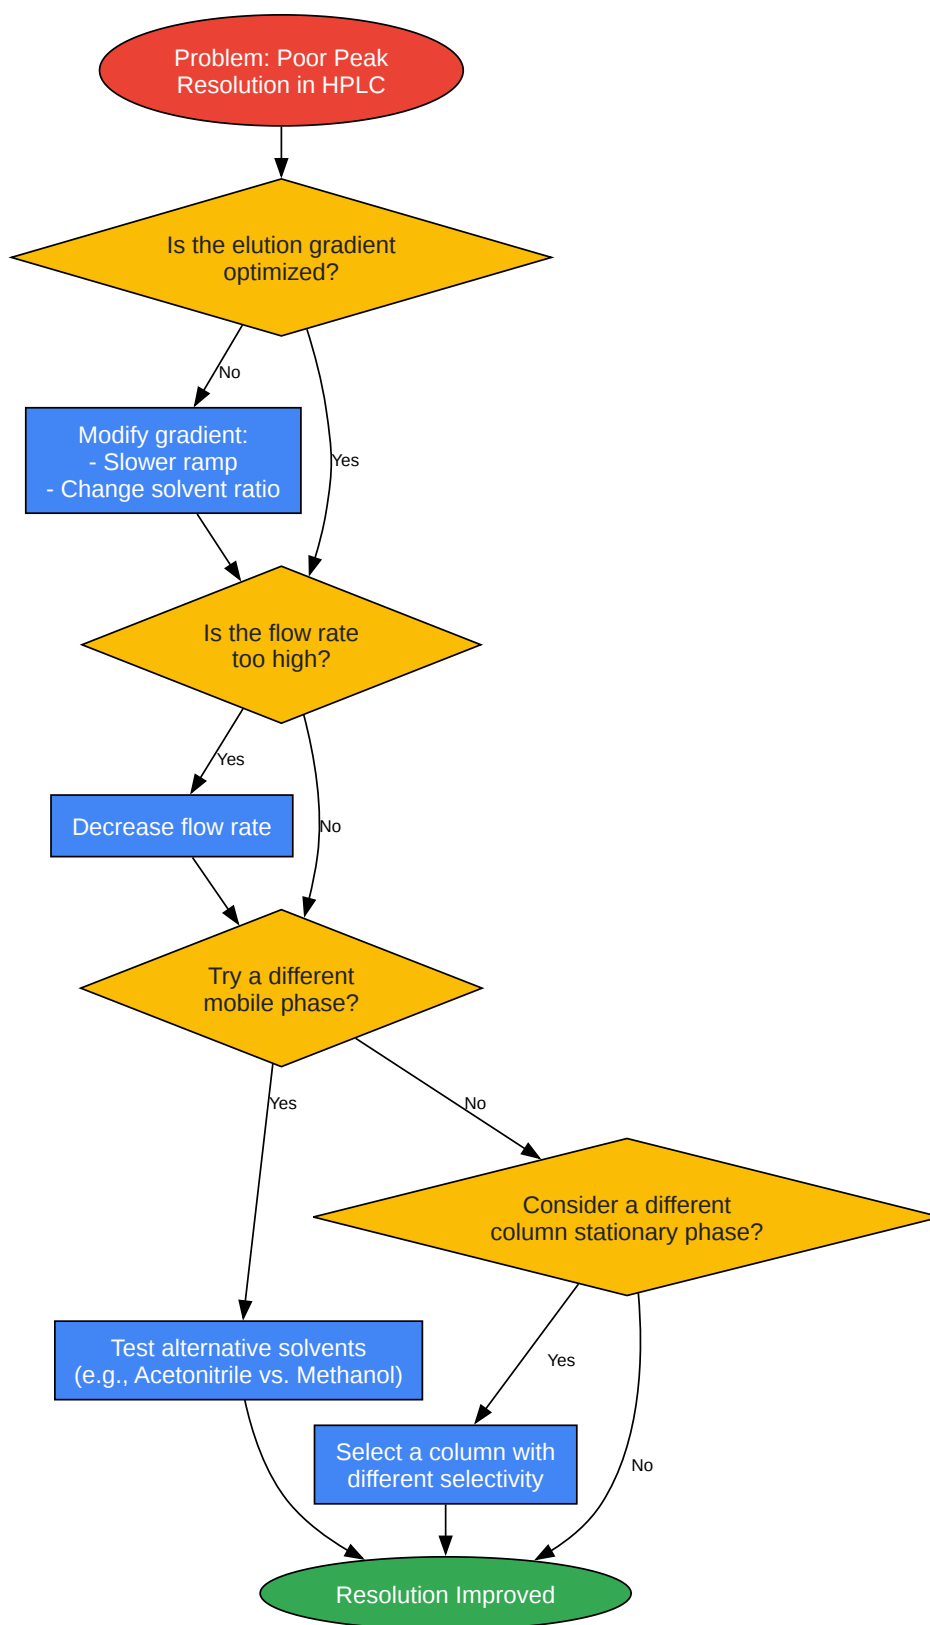 Problem: Poor Peak
Resolution in HPLC
Is the elution gradient
optimized?
No
Modify gradient:
- Slower ramp
- Change solvent ratio
Yes
Is the flow rate
too high?
Yes
Decrease flow rate
No
Try a different
mobile phase?
Yes
No
Consider a different
column stationary phase?
Test alternative solvents
(e.g., Acetonitrile vs. Methanol)
Yes
Select a column with
different selectivity
No
Resolution Improved